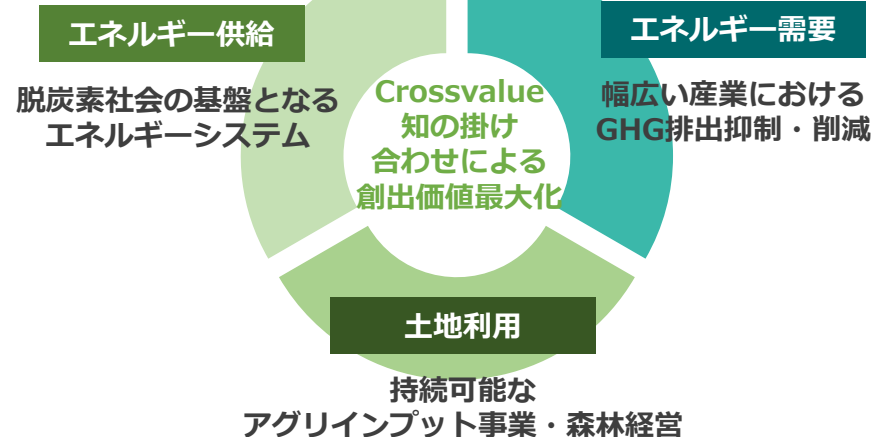 エネルギー供給
脱炭素社会の基盤となる
エネルギーシステム
Crossvalue
知の掛け
合わせによる
創出価値最大化
エネルギー需要
幅広い産業における
GHG排出抑制・削減
土地利用
持続可能な
アグリインプット事業・森林経営